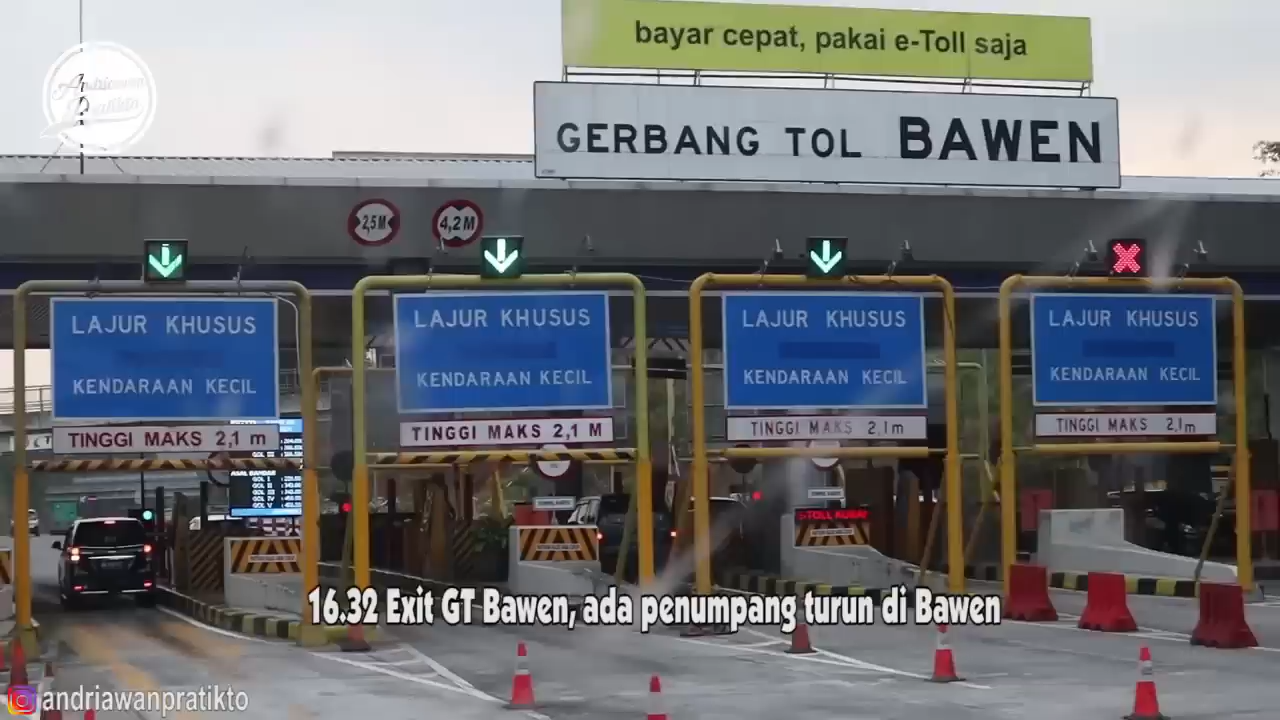 bayar cepat, pakai e-Toll saja
Andriawan
Pratikto
GERBANG TOL BAWEN
2,5M
4,2M
LAJUR KHUSUS
KENDARAAN KECIL
TINGGI MAKS 2,1 m
LAJUR KHUSUS
KENDARAAN KECIL
TINGGI MAKS 2,1 M
LAJUR KHUSUS
KENDARAAN KECIL
TINGGI MAKS 2,1m
LAJUR KHUSUS
KENDARAAN KECIL
TINGGI MAKS 2,1m
16.32 Exit GT Bawen, ada penumpang turun di Bawen
andriawanpratikto